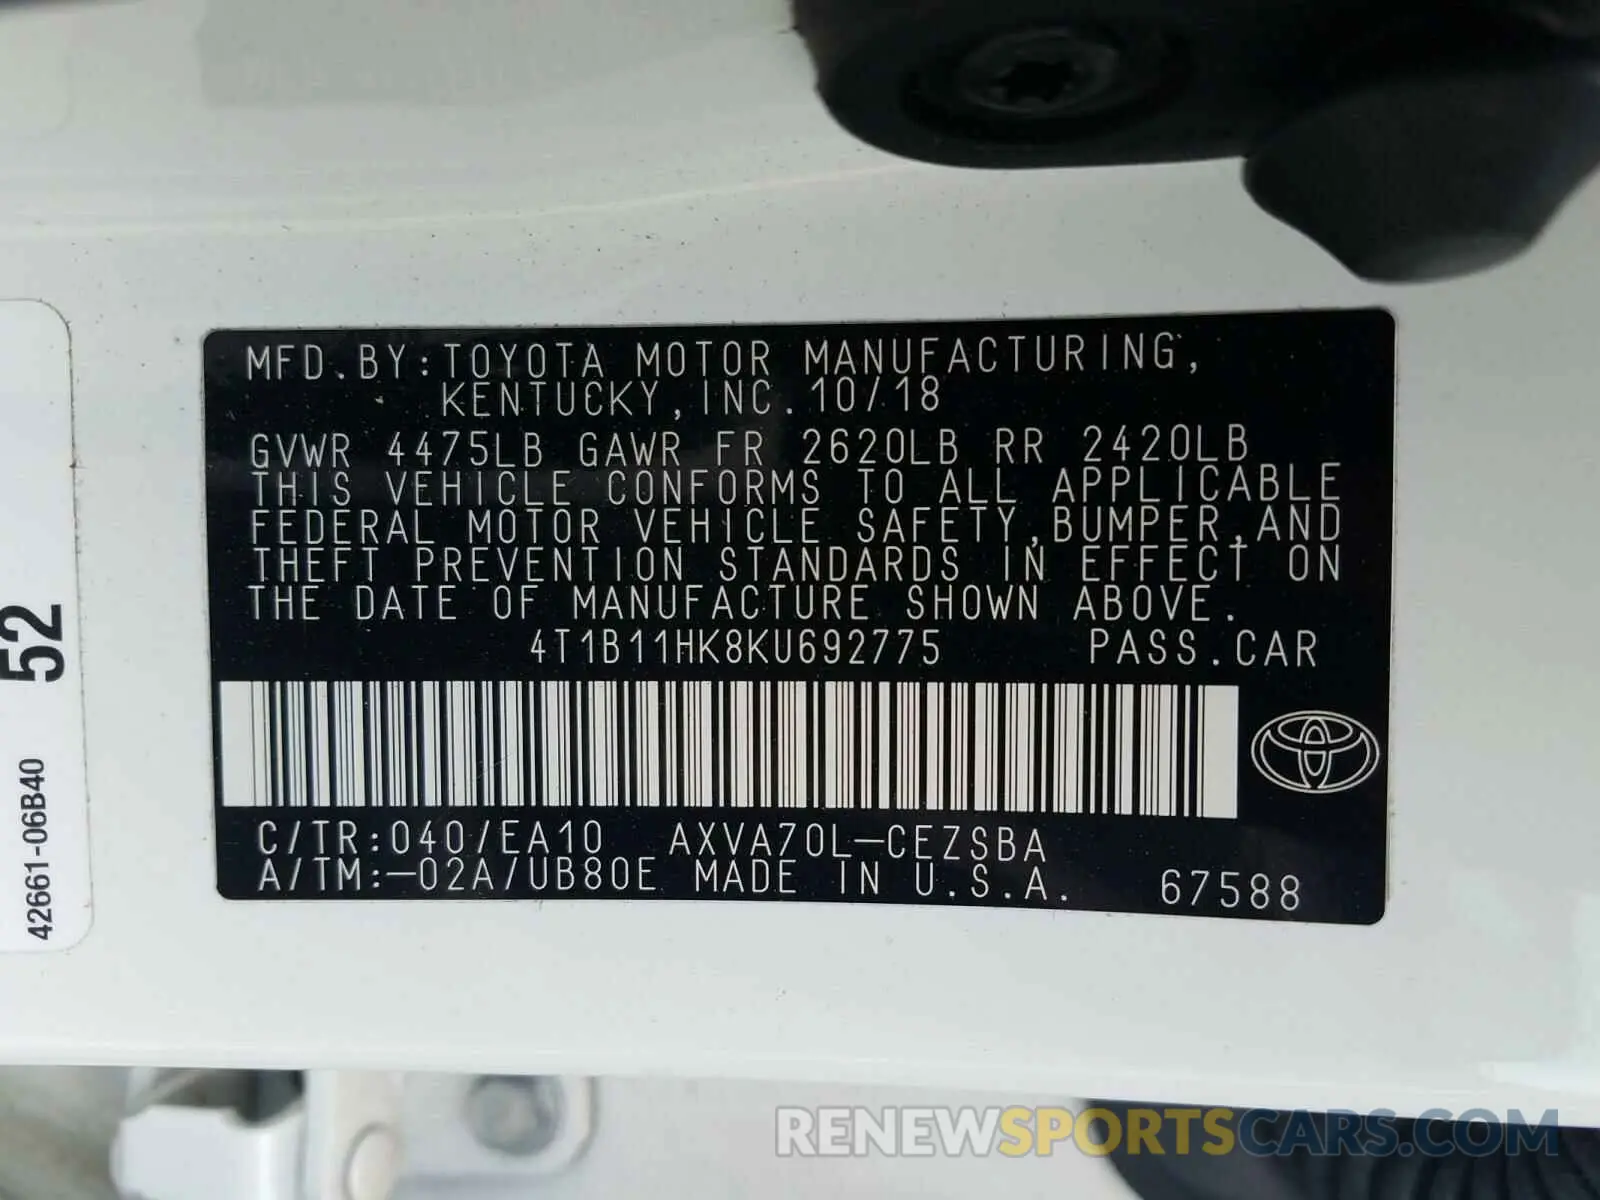 MFD.BY:TOYOTA MOTOR MANUFACTURING,
KENTUCKY,INC.10/18
GVWR 4475LB GAWR FR 2620LB RR 2420LB
THIS VEHICLE CONFORMS TO ALL APPLICABLE
FEDERAL MOTOR VEHICLE SAFETY,BUMPER,AND
THEFT PREVENTION STANDARDS IN EFFECT ON
THE DATE OF MANUFACTURE SHOWN ABOVE.
4T1B11HK8KU692775 PASS.CAR
C/TR:040/EA10 AXVA70L-CEZSBA
A/TM:-02A/UB80E MADE IN U.S.A. 67588
52
42661-06B40
RENEWSPORTSCARS.COM